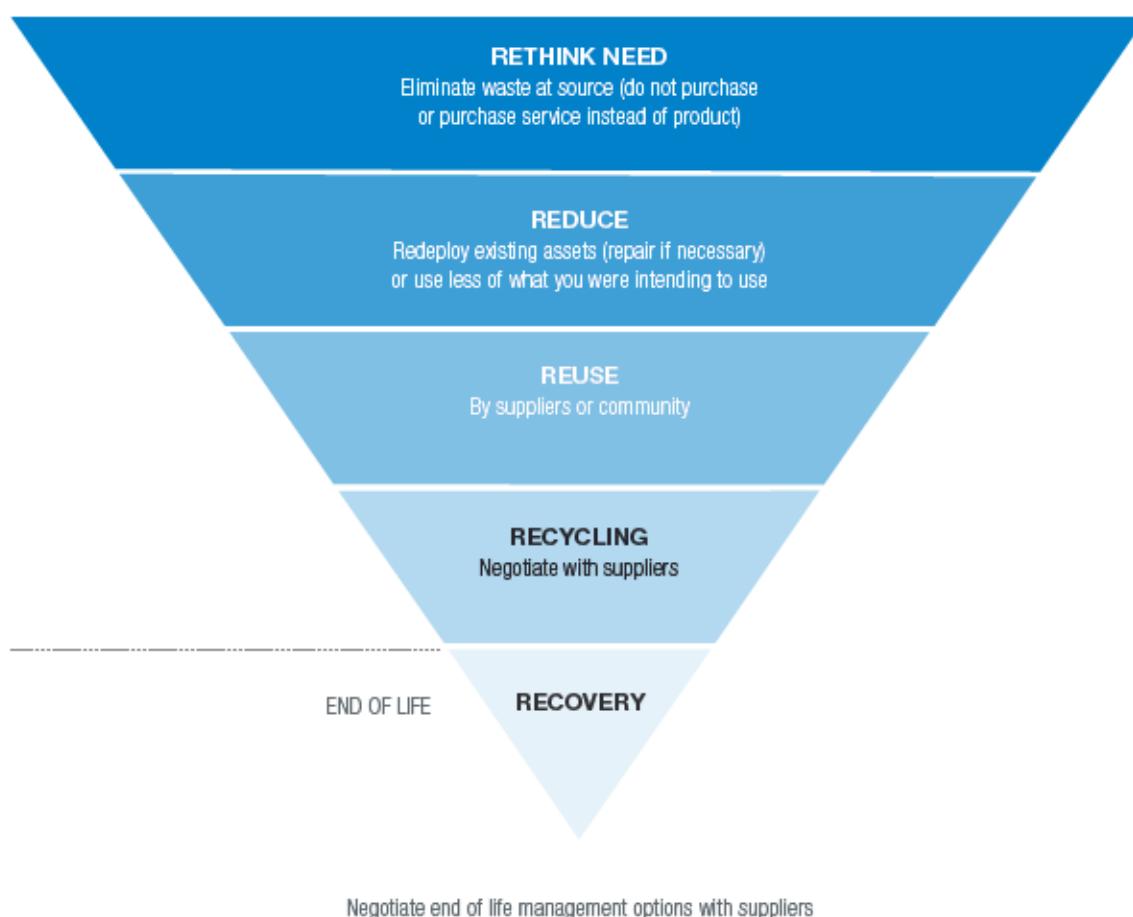 RETHINK NEED
Eliminate waste at source (do not purchase
or purchase service instead of product)
REDUCE
Redeploy existing assets (repair if necessary)
or use less of what you were intending to use
REUSE
By suppliers or community
RECYCLING
Negotiate with suppliers
END OF LIFE
RECOVERY
Negotiate end of life management options with suppliers